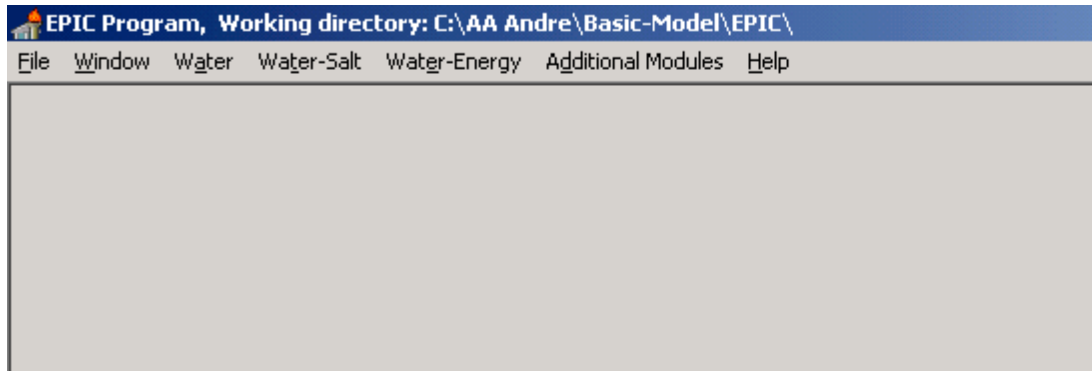 EPIC Program, Working directory: C:\AA Andre\Basic-Model\EPIC\
File Window Water Water-Salt Water-Energy Additional Modules Help